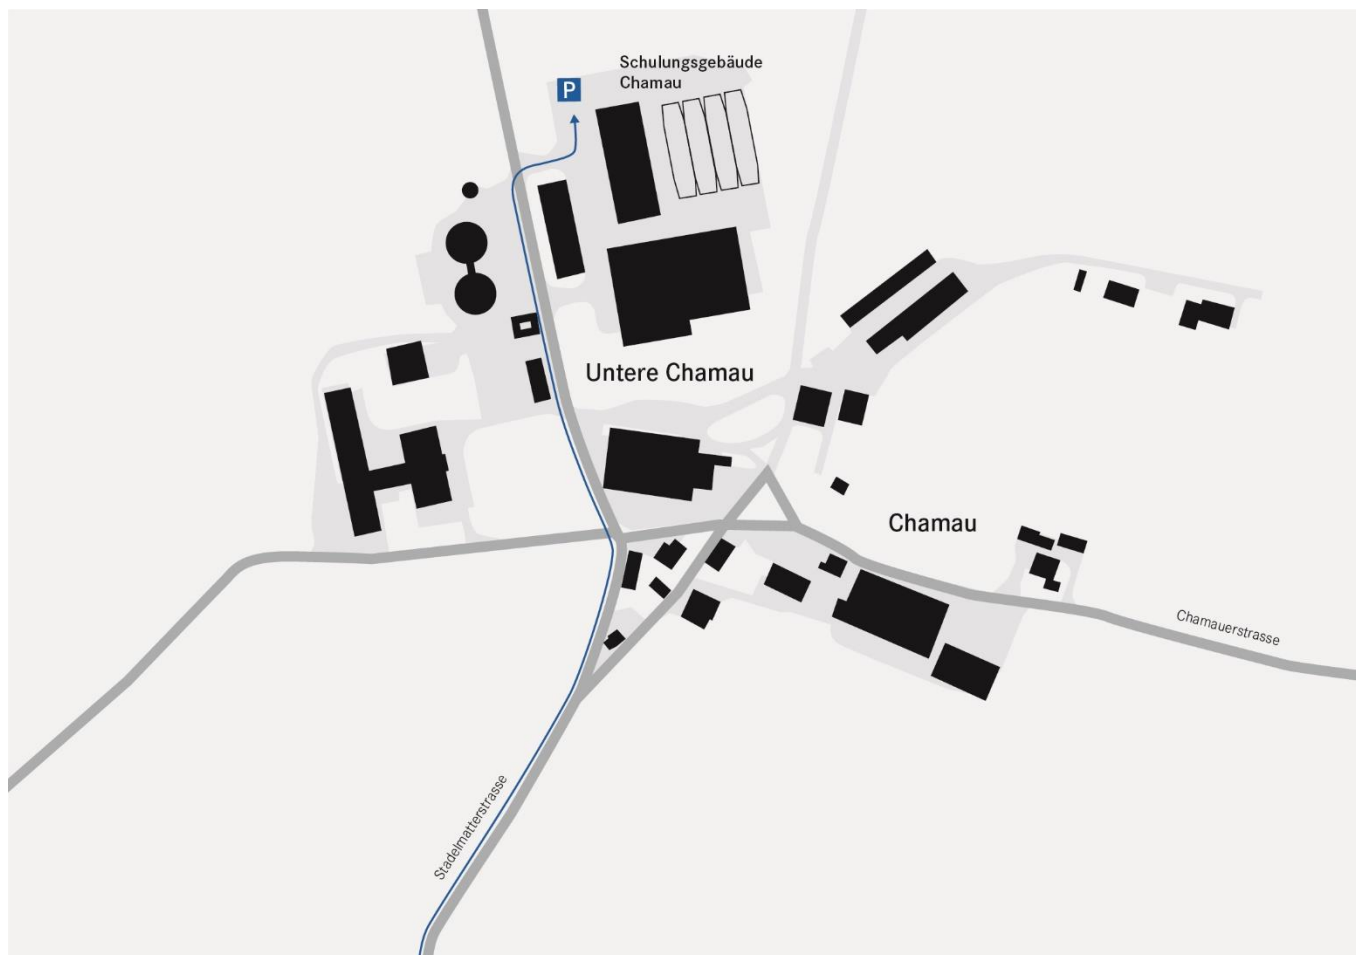 Schulungsgebäude
Chamau
P
Untere Chamau
Chamau
Chamauerstrasse
Stadelmatterstrasse